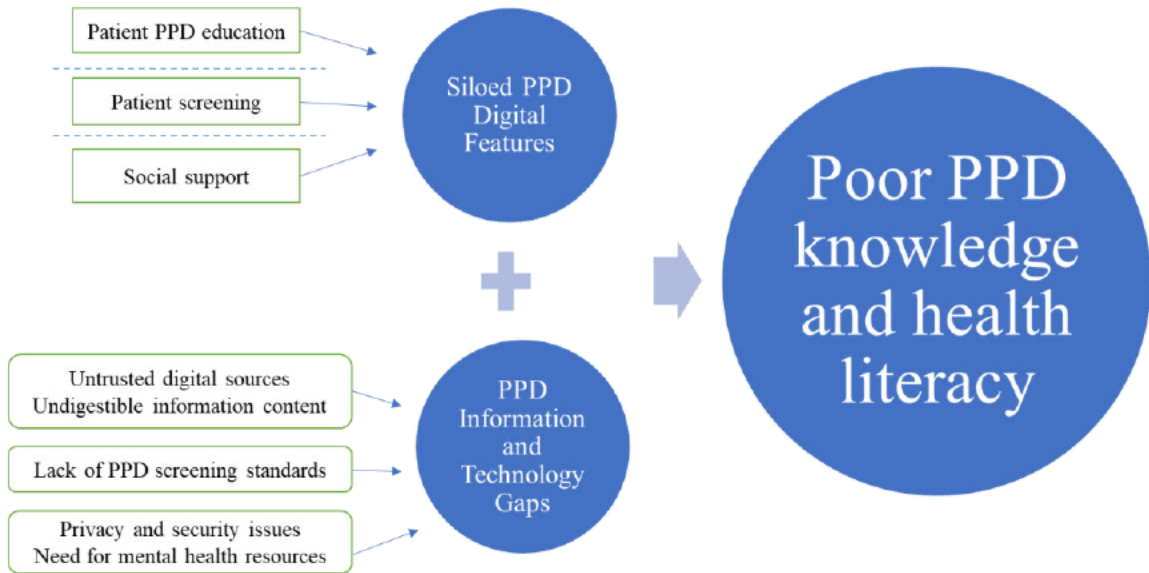 Patient PPD education
Patient screening
Social support
Siloed PPD
Digital
Features
Untrusted digital sources
Undigestible information content
Lack of PPD screening standards
Privacy and security issues
Need for mental health resources
PPD
Information
and
Technology
Gaps
Poor PPD
knowledge
and health
literacy